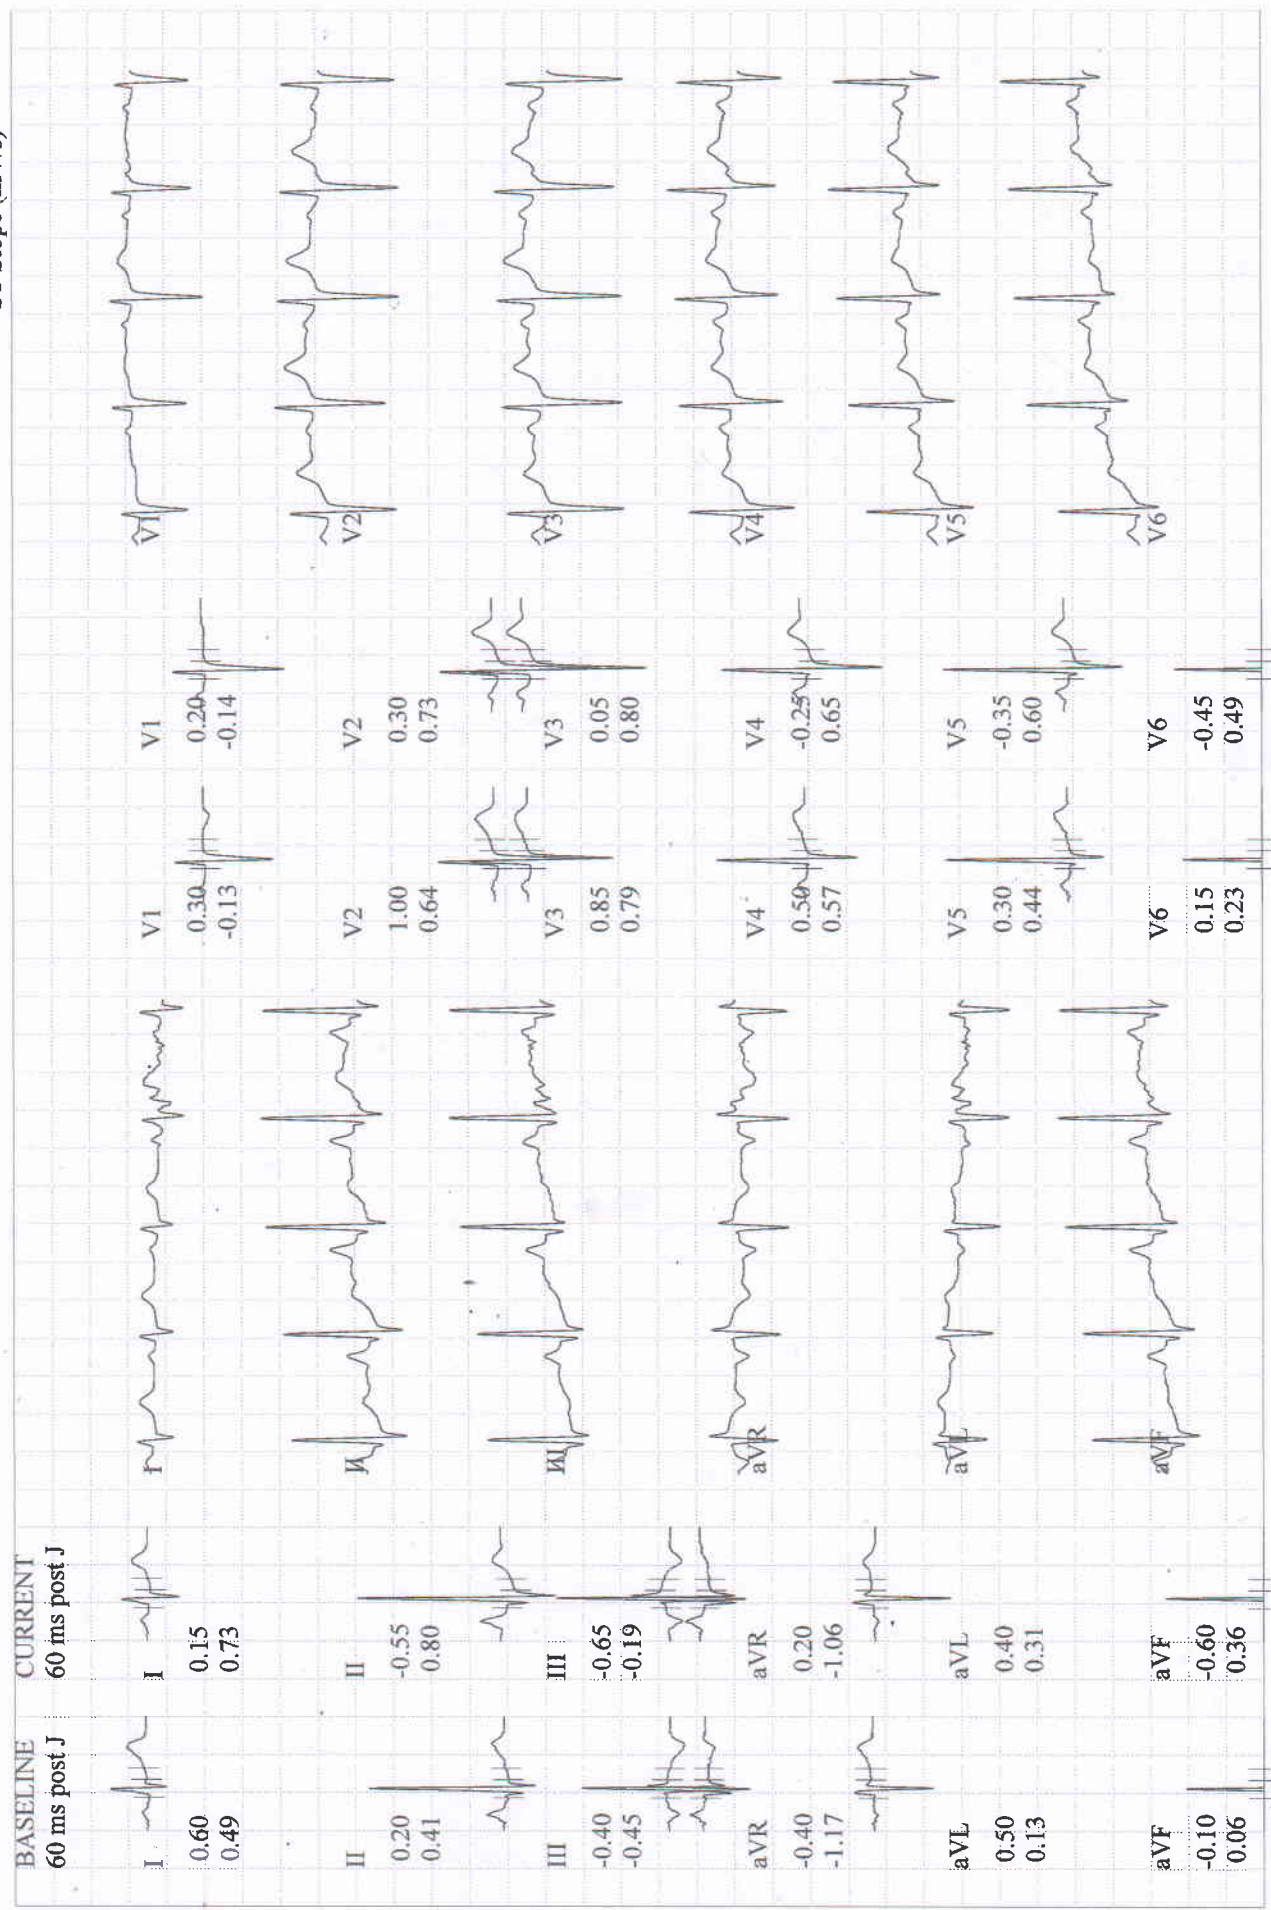 BASELINE
60 ms post J
I
0.60
0.49
II
0.20
0.41
III
-0.40
-0.45
aVR
-0.40
-1.17
aVL
0.50
0.13
aVF
-0.10
0.06
CURRENT
60 ms post J
I
0.15
0.73
II
-0.55
0.80
III
-0.65
-0.19
aVR
0.20
-1.06
aVL
0.40
0.31
aVF
-0.60
0.36
I
II
III
aVR
aVL
aVF
V1
0.30
-0.13
V2
1.00
0.64
V3
0.85
0.79
V4
0.50
0.57
V5
0.30
0.44
V6
0.15
0.23
V1
0.20
-0.14
V2
0.30
0.73
V3
0.05
0.80
V4
-0.25
0.65
V5
-0.35
0.60
V6
-0.45
0.49
V1
V2
V3
V4
V5
V6